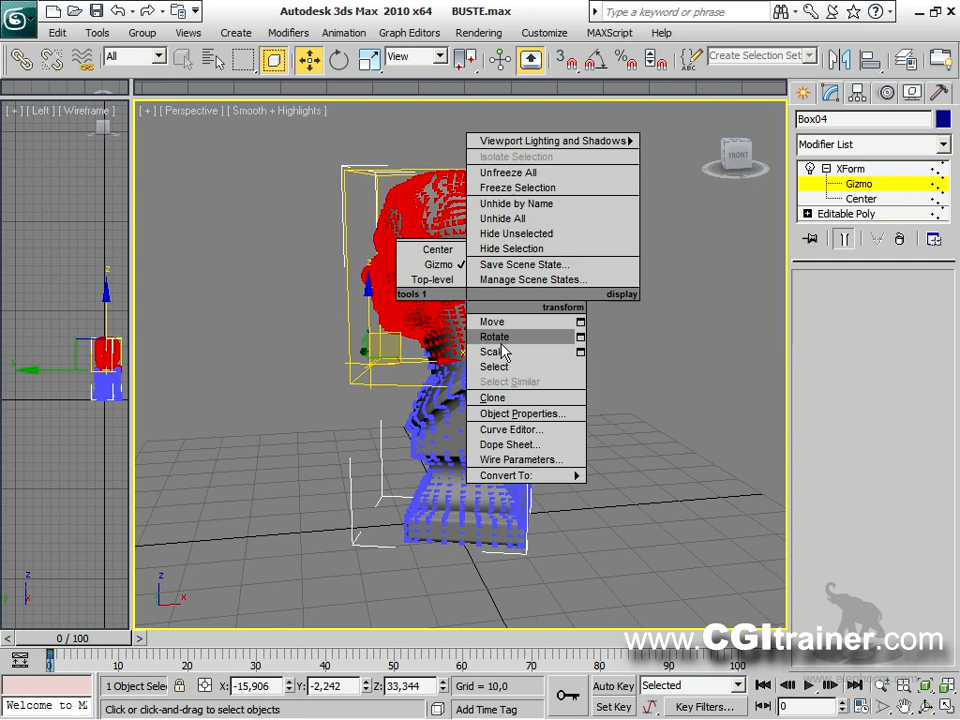 Autodesk 3ds Max 2010 x64 BUSTE.max
Type a keyword or phrase
Edit Tools Group Views Create Modifiers Animation Graph Editors Rendering Customize MAXScript Help
All
View
3
Create Selection Set
[ + ] [ Left ] [ Wireframe ]
[ + ] [ Perspective ] [ Smooth + Highlights ]
FRONT
Box04
Modifier List
XForm
Gizmo
Center
Editable Poly
Viewport Lighting and Shadows
Isolate Selection
Unfreeze All
Freeze Selection
Unhide by Name
Unhide All
Hide Unselected
Hide Selection
Save Scene State...
Manage Scene States...
Center
Gizmo
Top-level
tools 1
display
transform
Move
Rotate
Scale
Select
Select Similar
Clone
Object Properties...
Curve Editor...
Dope Sheet...
Wire Parameters...
Convert To:
z
y
z
x
z
x
www.CGItrainer.com
0 / 100
0 10 20 30 40 50 60 70 80 90 100
1 Object Selec
X: -15,906 Y: -2,242 Z: 33,344
Grid = 10,0
Auto Key
Selected
Welcome to M
Click or click-and-drag to select objects
Add Time Tag
Set Key
Key Filters...
0